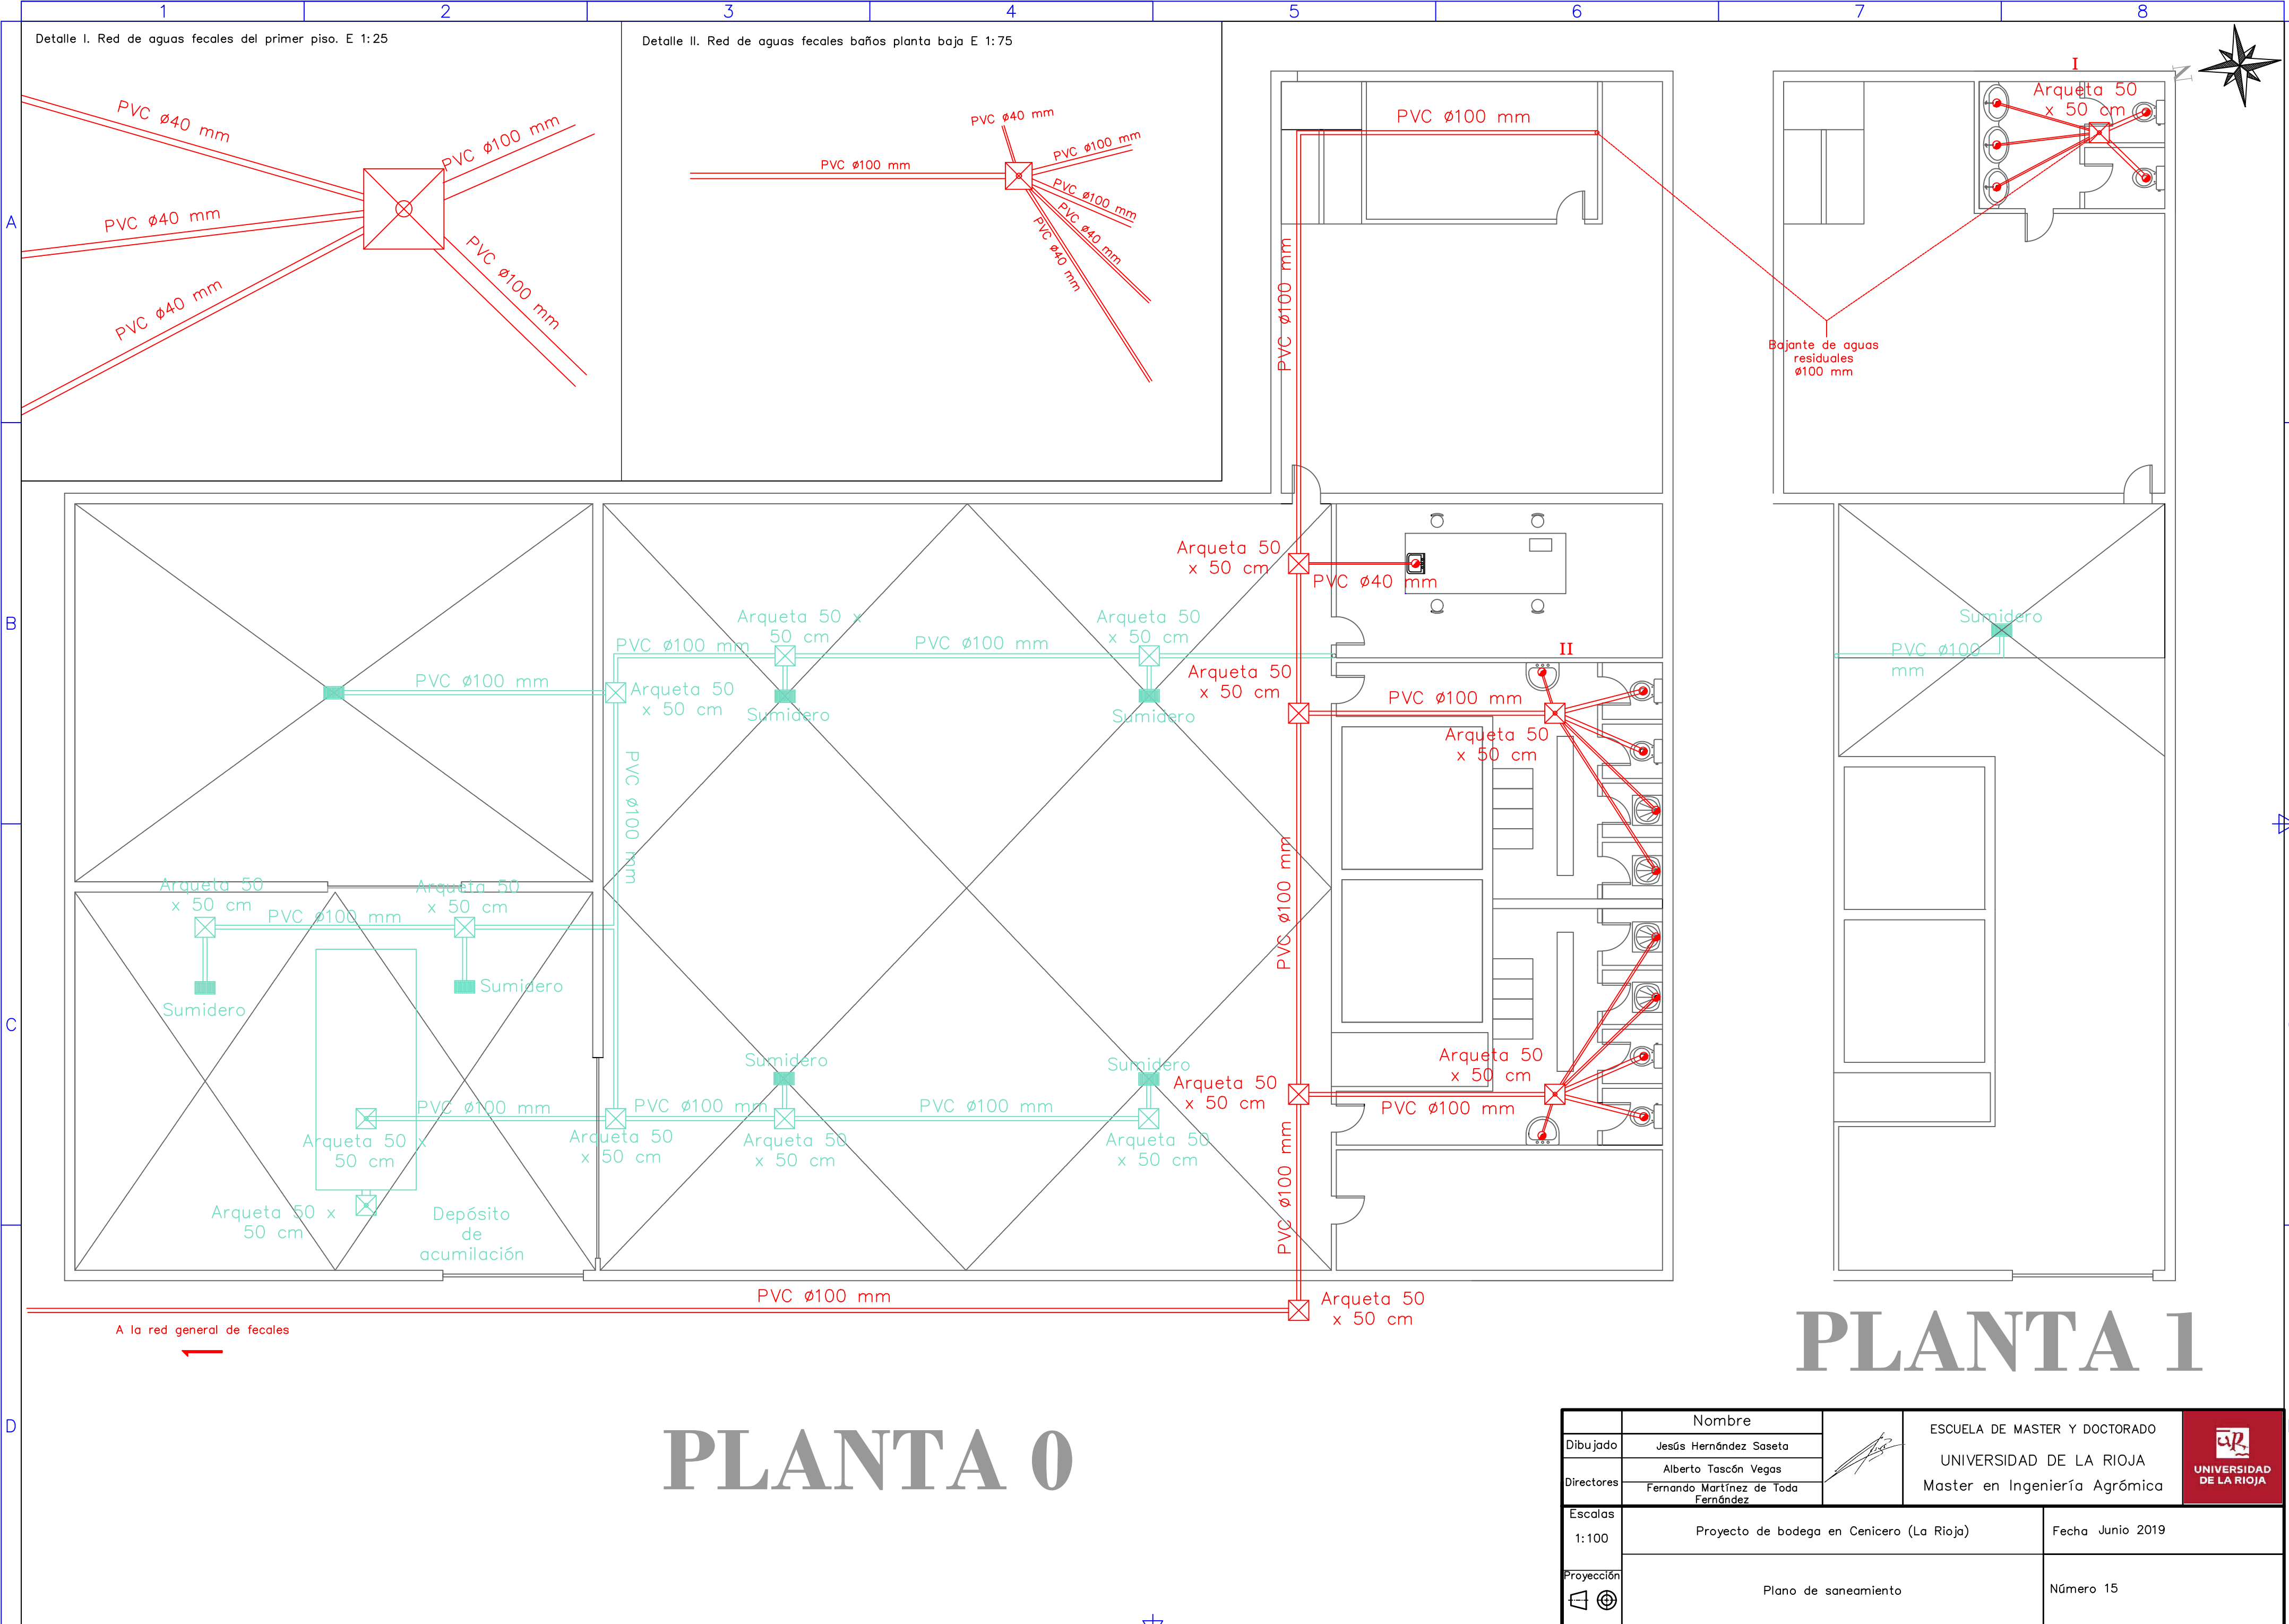 1 2 3 4 5 6 7 8
Detalle I. Red de aguas fecales del primer piso. E 1:25
Detalle II. Red de aguas fecales baños planta baja E 1:75
N
A
PVC ø40 mm
PVC ø100 mm
PVC ø40 mm
PVC ø100 mm
PVC ø40 mm
PVC ø40 mm
PVC ø100 mm
PVC ø100 mm
PVC ø100 mm
PVC ø40 mm
PVC ø40 mm
PVC ø100 mm
PVC ø100 mm
I
Arqueta 50
x 50 cm
Bajante de aguas
residuales
ø100 mm
B
Arqueta 50
x 50 cm
PVC ø40 mm
Arqueta 50 x
50 cm
Arqueta 50
x 50 cm
PVC ø100 mm
PVC ø100 mm
PVC ø100 mm
Arqueta 50
x 50 cm
Sumidero
Sumidero
Arqueta 50
x 50 cm
II
PVC ø100 mm
Arqueta 50
x 50 cm
Sumidero
PVC ø100
mm
PVC ø100 mm
PVC ø100 mm
C
Arqueta 50
x 50 cm
Arqueta 50
x 50 cm
PVC ø100 mm
Sumidero
Sumidero
Sumidero
Sumidero
PVC ø100 mm
PVC ø100 mm
PVC ø100 mm
Arqueta 50 x
50 cm
Arqueta 50
x 50 cm
Arqueta 50
x 50 cm
Arqueta 50
x 50 cm
Arqueta 50
x 50 cm
Arqueta 50
x 50 cm
PVC ø100 mm
PVC ø100 mm
Arqueta 50 x
50 cm
Depósito
de
acumilación
PVC ø100 mm
Arqueta 50
x 50 cm
A la red general de fecales
D
PLANTA 0
PLANTA 1
Nombre
Dibujado
Jesús Hernández Saseta
Directores
Alberto Tascón Vegas
Fernando Martínez de Toda
Fernández
ESCUELA DE MASTER Y DOCTORADO
UNIVERSIDAD DE LA RIOJA
Master en Ingeniería Agrómica
UR
UNIVERSIDAD
DE LA RIOJA
Escalas
1:100
Proyecto de bodega en Cenicero (La Rioja)
Fecha Junio 2019
Proyección
Plano de saneamiento
Número 15